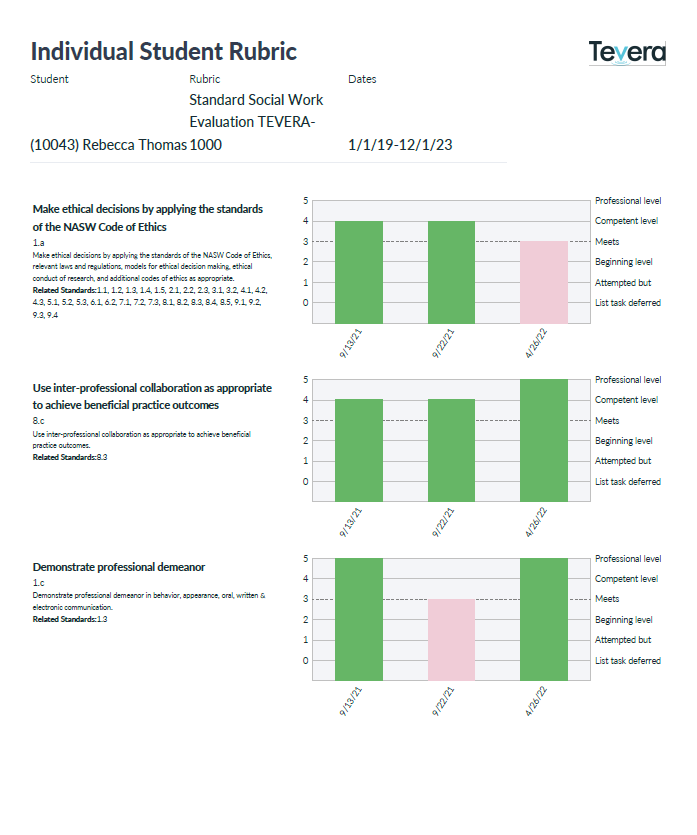 Individual Student Rubric
Tevera
Student Rubric Dates
Standard Social Work
Evaluation TEVERA-
(10043) Rebecca Thomas 1000 1/1/19-12/1/23
Make ethical decisions by applying the standards
of the NASW Code of Ethics
1.a
Make ethical decisions by applying the standards of the NASW Code of Ethics,
relevant laws and regulations, models for ethical decision making, ethical
conduct of research, and additional codes of ethics as appropriate.
Related Standards:1.1, 1.2, 1.3, 1.4, 1.5, 2.1, 2.2, 2.3, 3.1, 3.2, 4.1, 4.2,
4.3, 5.1, 5.2, 5.3, 6.1, 6.2, 7.1, 7.2, 7.3, 8.1, 8.2, 8.3, 8.4, 8.5, 9.1, 9.2,
9.3, 9.4
5 Professional level
4 Competent level
3 Meets
2 Beginning level
1 Attempted but
0 List task deferred
9/13/21 9/22/21 4/26/22
Use inter-professional collaboration as appropriate
to achieve beneficial practice outcomes
8.c
Use inter-professional collaboration as appropriate to achieve beneficial
practice outcomes.
Related Standards:8.3
5 Professional level
4 Competent level
3 Meets
2 Beginning level
1 Attempted but
0 List task deferred
9/13/21 9/22/21 4/26/22
Demonstrate professional demeanor
1.c
Demonstrate professional demeanor in behavior, appearance, oral, written &
electronic communication.
Related Standards:1.3
5 Professional level
4 Competent level
3 Meets
2 Beginning level
1 Attempted but
0 List task deferred
9/13/21 9/22/21 4/26/22